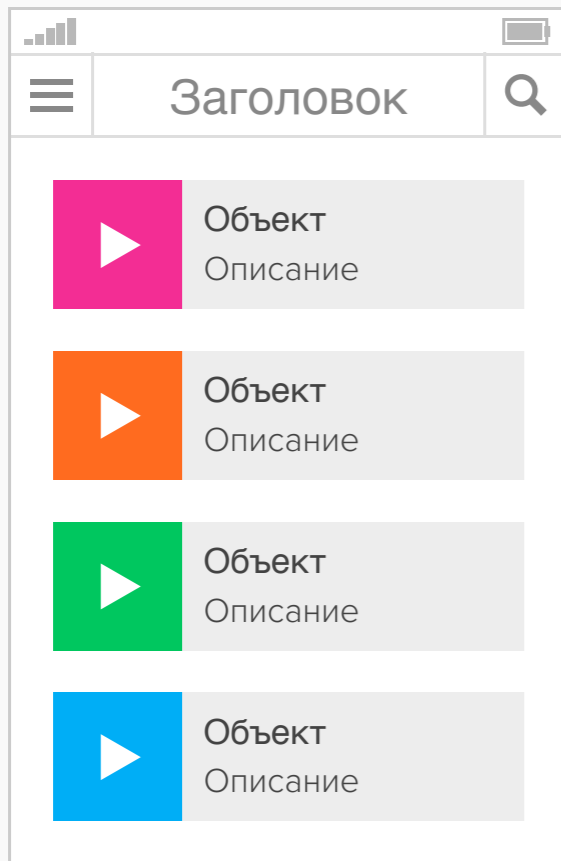 Заголовок
Объект
Описание
Объект
Описание
Объект
Описание
Объект
Описание